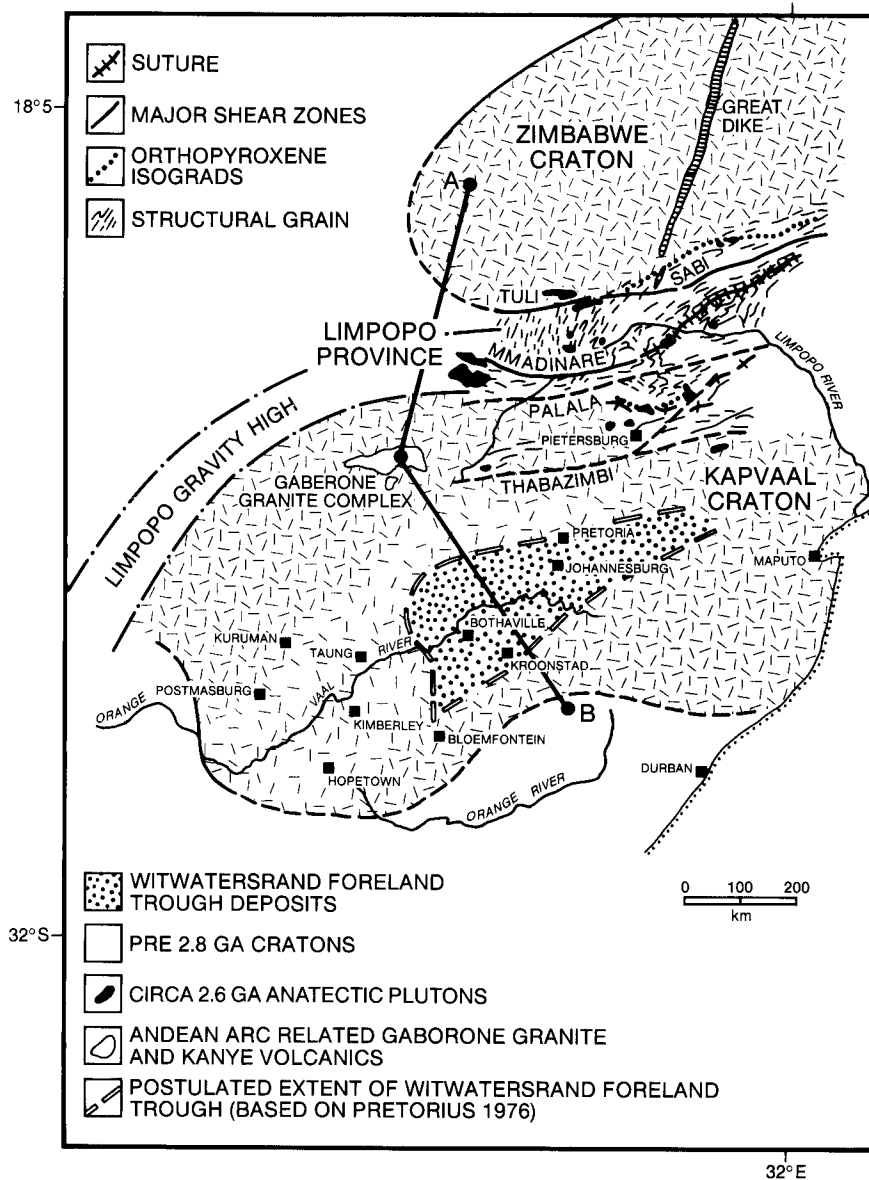 SUTURE
MAJOR SHEAR ZONES
ORTHOPYROXENE
ISOGRADS
STRUCTURAL GRAIN
18°S
GREAT
DIKE
ZIMBABWE
CRATON
A
SABI
TULI
LIMPOPO
PROVINCE
MMADINARE
LIMPOPO RIVER
PALALA
PIETERSBURG
LIMPOPO GRAVITY HIGH
GABERONE
GRANITE COMPLEX
THABAZIMBI
KAPVAAL
CRATON
PRETORIA
JOHANNESBURG
MAPUTO
BOTHAVILLE
KURUMAN
TAUNG
VAAL RIVER
KROONSTAD
POSTMASBURG
ORANGE
KIMBERLEY
B
BLOEMFONTEIN
HOPETOWN
DURBAN
ORANGE RIVER
WITWATERSRAND FORELAND
TROUGH DEPOSITS
0 100 200
km
32°S
PRE 2.8 GA CRATONS
CIRCA 2.6 GA ANATECTIC PLUTONS
ANDEAN ARC RELATED GABORONE GRANITE
AND KANYE VOLCANICS
POSTULATED EXTENT OF WITWATERSRAND FORELAND
TROUGH (BASED ON PRETORIUS 1976)
32°E